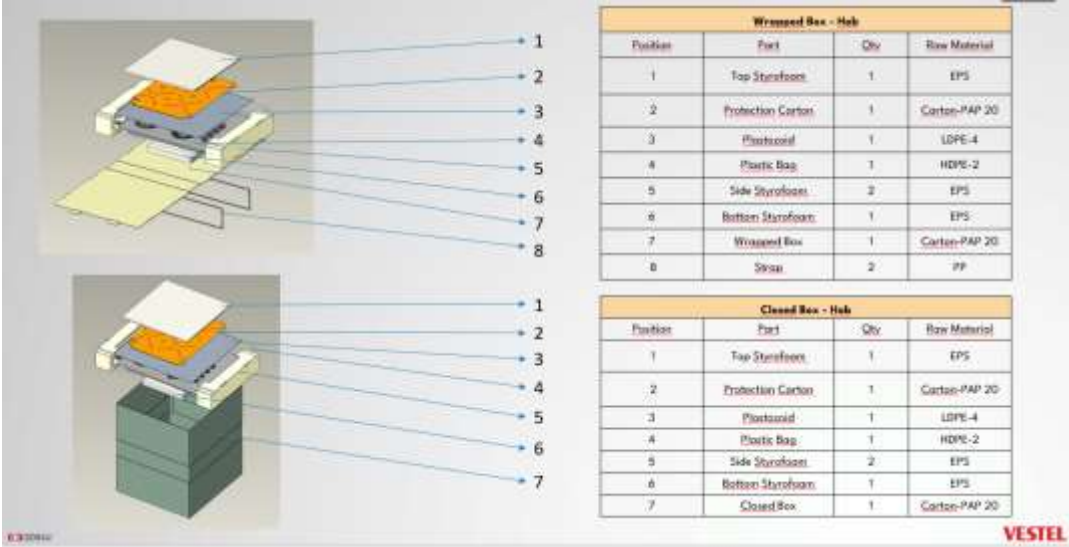 1
2
3
4
5
6
7
8
Wrapped Box - Hob
Position Part Qty Raw Material
1 Top Styrofoam 1 EPS
2 Protection Carton 1 Carton-PAP 20
3 Plastazoid 1 LDPE-4
4 Plastic Bag 1 HDPE-2
5 Side Styrofoam 2 EPS
6 Bottom Styrofoam 1 EPS
7 Wrapped Box 1 Carton-PAP 20
8 Strap 2 PP
1
2
3
4
5
6
7
Closed Box - Hob
Position Part Qty Raw Material
1 Top Styrofoam 1 EPS
2 Protection Carton 1 Carton-PAP 20
3 Plastazoid 1 LDPE-4
4 Plastic Bag 1 HDPE-2
5 Side Styrofoam 2 EPS
6 Bottom Styrofoam 1 EPS
7 Closed Box 1 Carton-PAP 20
VESTEL